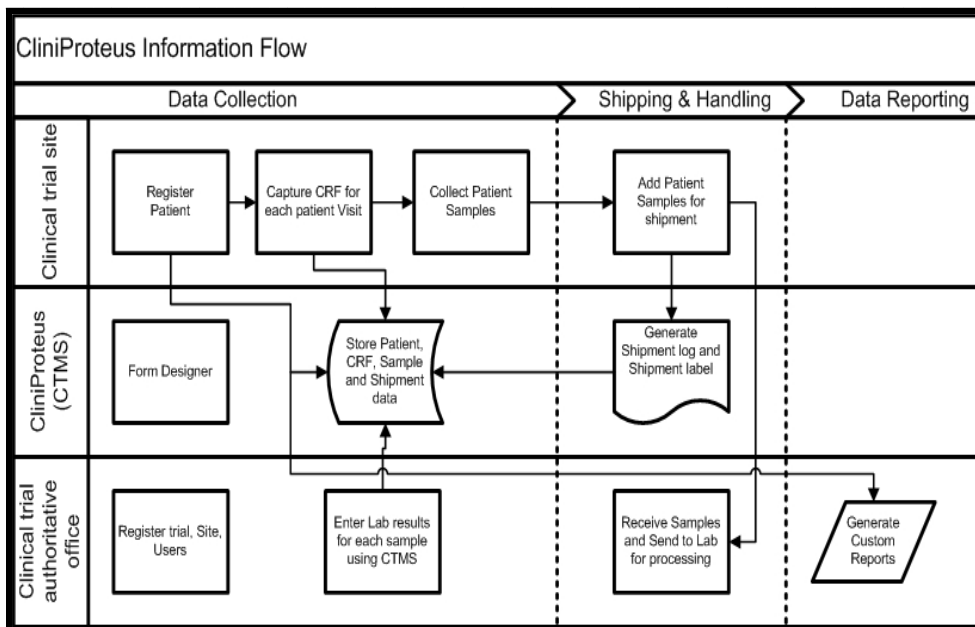 CliniProteus Information Flow
Data Collection
Shipping & Handling
Data Reporting
Clinical trial site
Register
Patient
Capture CRF for
each patient Visit
Collect Patient
Samples
Add Patient
Samples for
shipment
CliniProteus
(CTMS)
Form Designer
Store Patient,
CRF, Sample
and Shipment
data
Generate
Shipment log and
Shipment label
Clinical trial
authoritative
office
Register trial, Site,
Users
Enter Lab results
for each sample
using CTMS
Receive Samples
and Send to Lab
for processing
Generate
Custom
Reports